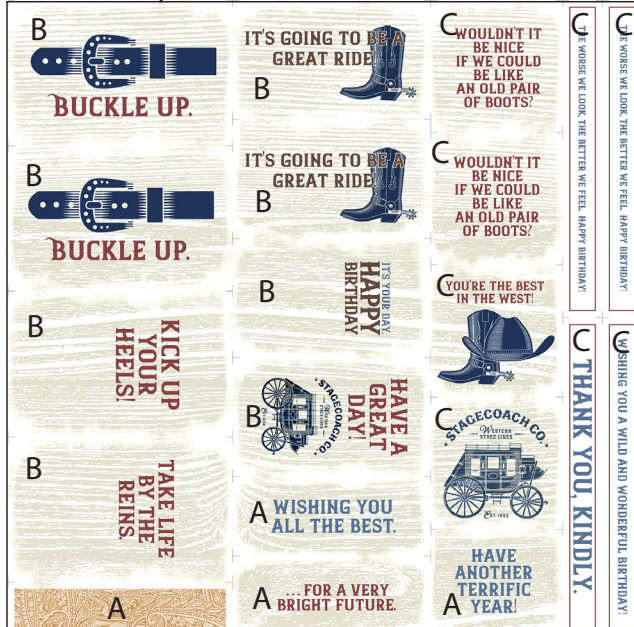 B
BUCKLE UP.
B
BUCKLE UP.
B
KICK UP
YOUR
HEELS!
B
TAKE LIFE
BY THE
REINS.
A
IT'S GOING TO BE A
GREAT RIDE!
B
IT'S GOING TO BE A
GREAT RIDE!
B
B
IT'S YOUR DAY.
HAPPY
BIRTHDAY
B
HAVE A
GREAT
DAY!
STAGECOACH CO.
WESTERN
STAGE LINES
A
WISHING YOU
ALL THE BEST.
A
...FOR A VERY
BRIGHT FUTURE.
C
WOULDN'T IT
BE NICE
IF WE COULD
BE LIKE
AN OLD PAIR
OF BOOTS?
C
WOULDN'T IT
BE NICE
IF WE COULD
BE LIKE
AN OLD PAIR
OF BOOTS?
C
YOU'RE THE BEST
IN THE WEST!
C
STAGECOACH CO.
WESTERN
STAGE LINES
A
HAVE
ANOTHER
TERRIFIC
YEAR!
C
THE WORSE WE LOOK, THE BETTER WE FEEL. HAPPY BIRTHDAY!
C
THANK YOU, KINDLY.
C
THE WORSE WE LOOK, THE BETTER WE FEEL. HAPPY BIRTHDAY!
C
WISHING YOU A WILD AND WONDERFUL BIRTHDAY!